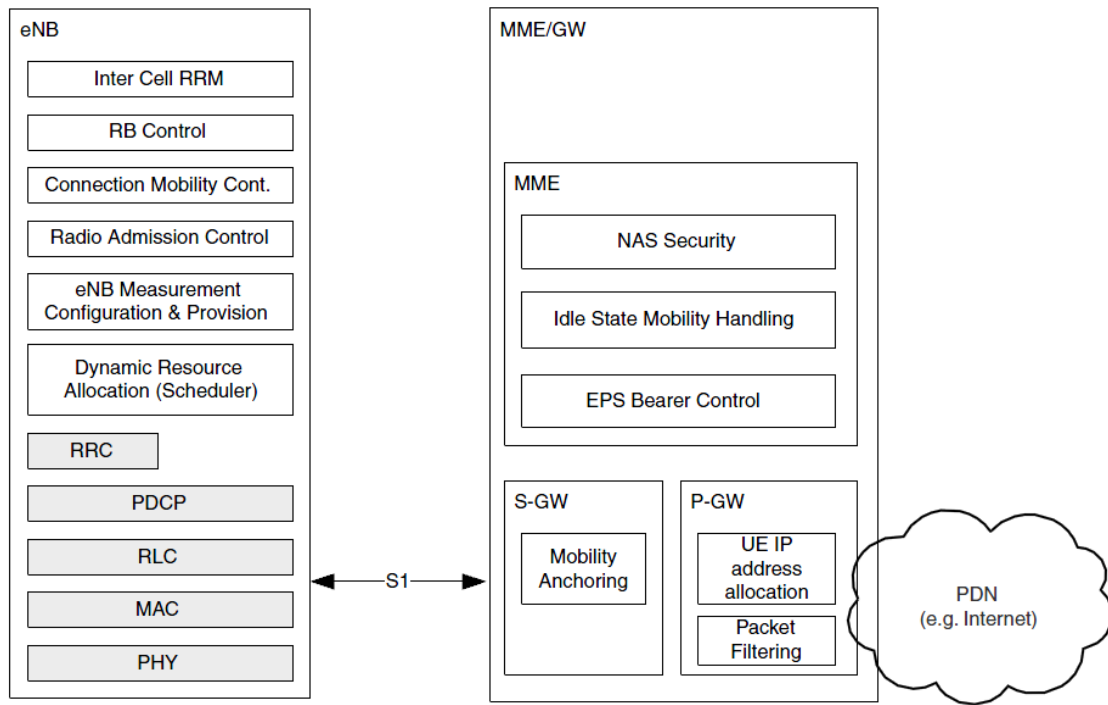 eNB
Inter Cell RRM
RB Control
Connection Mobility Cont.
Radio Admission Control
eNB Measurement
Configuration & Provision
Dynamic Resource
Allocation (Scheduler)
RRC
PDCP
RLC
MAC
PHY
S1
MME/GW
MME
NAS Security
Idle State Mobility Handling
EPS Bearer Control
S-GW
Mobility
Anchoring
P-GW
UE IP
address
allocation
Packet
Filtering
PDN
(e.g. Internet)